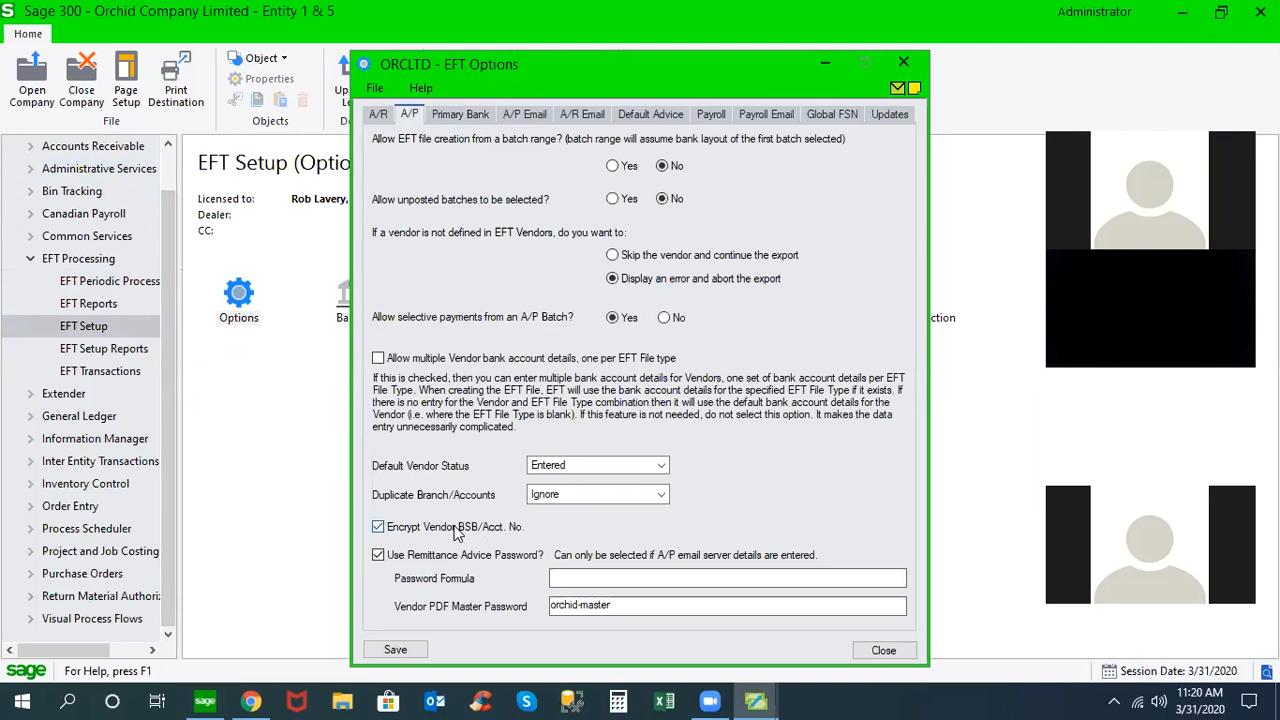 Sage 300 - Orchid Company Limited - Entity 1 & 5
Administrator
Home
Open Company
Close Company
Page Setup
Print Destination
File
Object
Properties
Objects
ORCLTD - EFT Options
File
Help
A/R
A/P
Primary Bank
A/P Email
A/R Email
Default Advice
Payroll
Payroll Email
Global FSN
Updates
Allow EFT file creation from a batch range? (batch range will assume bank layout of the first batch selected)
Yes
No
Allow unposted batches to be selected?
Yes
No
If a vendor is not defined in EFT Vendors, do you want to:
Skip the vendor and continue the export
Display an error and abort the export
Allow selective payments from an A/P Batch?
Yes
No
Allow multiple Vendor bank account details, one per EFT File type
If this is checked, then you can enter multiple bank account details for Vendors, one set of bank account details per EFT
File Type. When creating the EFT File, EFT will use the bank account details for the specified EFT File Type if it exists. If
there is no entry for the Vendor and EFT File Type combination then it will use the default bank account details for the
Vendor (i.e. where the EFT File Type is blank). If this feature is not needed, do not select this option. It makes the data
entry unnecessarily complicated.
Default Vendor Status
Entered
Duplicate Branch/Accounts
Ignore
Encrypt Vendor BSB/Acct. No.
Use Remittance Advice Password?
Can only be selected if A/P email server details are entered.
Password Formula
Vendor PDF Master Password
orchid-master
Save
Close
Accounts Receivable
Administrative Services
Bin Tracking
Canadian Payroll
Common Services
EFT Processing
EFT Periodic Process
EFT Reports
EFT Setup
EFT Setup Reports
EFT Transactions
Extender
General Ledger
Information Manager
Inter Entity Transactions
Inventory Control
Order Entry
Process Scheduler
Project and Job Costing
Purchase Orders
Return Material Authoriz
Visual Process Flows
EFT Setup (Optio
Licensed to:
Rob Lavery,
Dealer:
CC:
Options
Ba
ction
sage
For Help, press F1
Session Date: 3/31/2020
sage
11:20 AM
3/31/2020